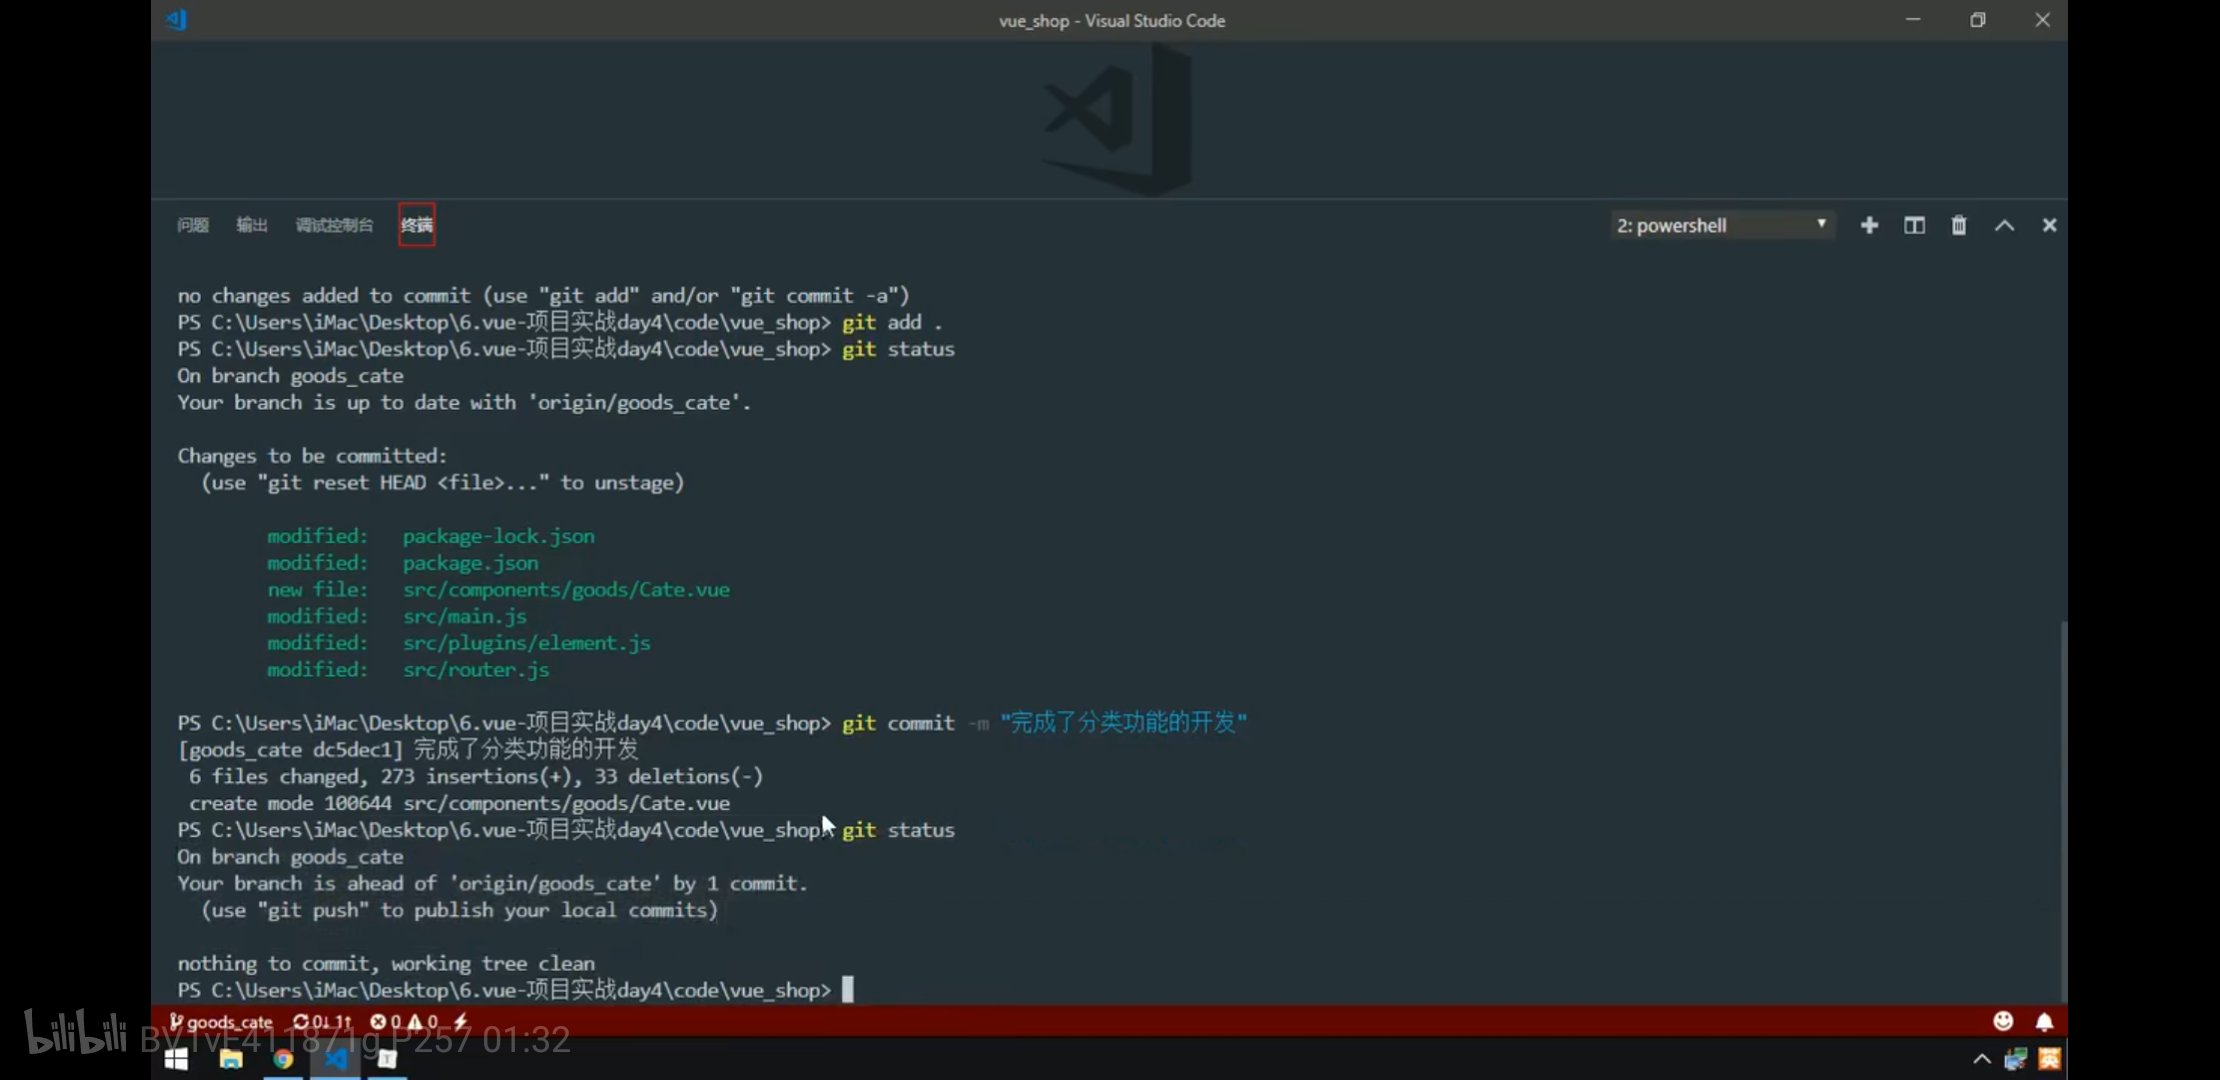 vue_shop - Visual Studio Code
问题 输出 调试控制台 终端 2: powershell
no changes added to commit (use "git add" and/or "git commit -a")
PS C:\Users\iMac\Desktop\6.vue-项目实战day4\code\vue_shop> git add .
PS C:\Users\iMac\Desktop\6.vue-项目实战day4\code\vue_shop> git status
On branch goods_cate
Your branch is up to date with 'origin/goods_cate'.
Changes to be committed:
(use "git reset HEAD <file>..." to unstage)
modified: package-lock.json
modified: package.json
new file: src/components/goods/Cate.vue
modified: src/main.js
modified: src/plugins/element.js
modified: src/router.js
PS C:\Users\iMac\Desktop\6.vue-项目实战day4\code\vue_shop> git commit -m "完成了分类功能的开发"
[goods_cate dc5dec1] 完成了分类功能的开发
6 files changed, 273 insertions(+), 33 deletions(-)
create mode 100644 src/components/goods/Cate.vue
PS C:\Users\iMac\Desktop\6.vue-项目实战day4\code\vue_shop> git status
On branch goods_cate
Your branch is ahead of 'origin/goods_cate' by 1 commit.
(use "git push" to publish your local commits)
nothing to commit, working tree clean
PS C:\Users\iMac\Desktop\6.vue-项目实战day4\code\vue_shop>
goods_cate 0↓ 1↑ 0 0
bilibili BV1vE411871g P257 01:32
英